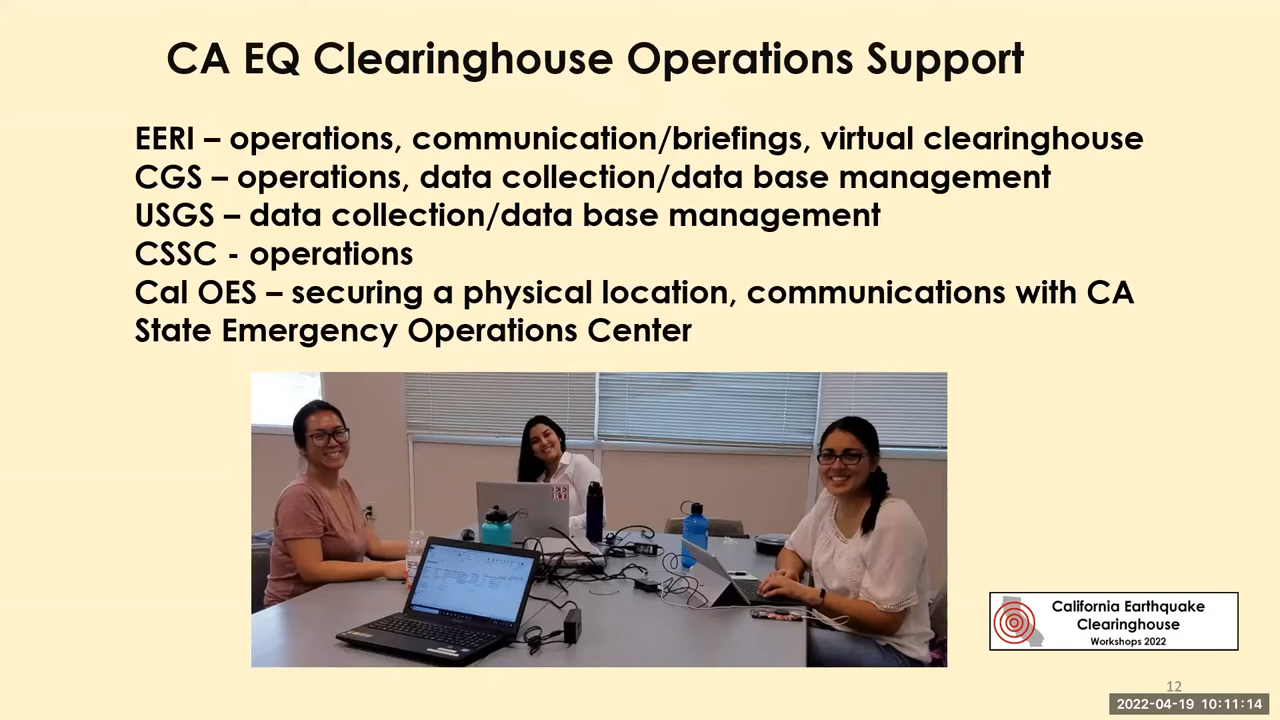 CA EQ Clearinghouse Operations Support
EERI – operations, communication/briefings, virtual clearinghouse
CGS – operations, data collection/data base management
USGS – data collection/data base management
CSSC - operations
Cal OES – securing a physical location, communications with CA
State Emergency Operations Center
California Earthquake
Clearinghouse
Workshops 2022
12
2022-04-19 10:11:14